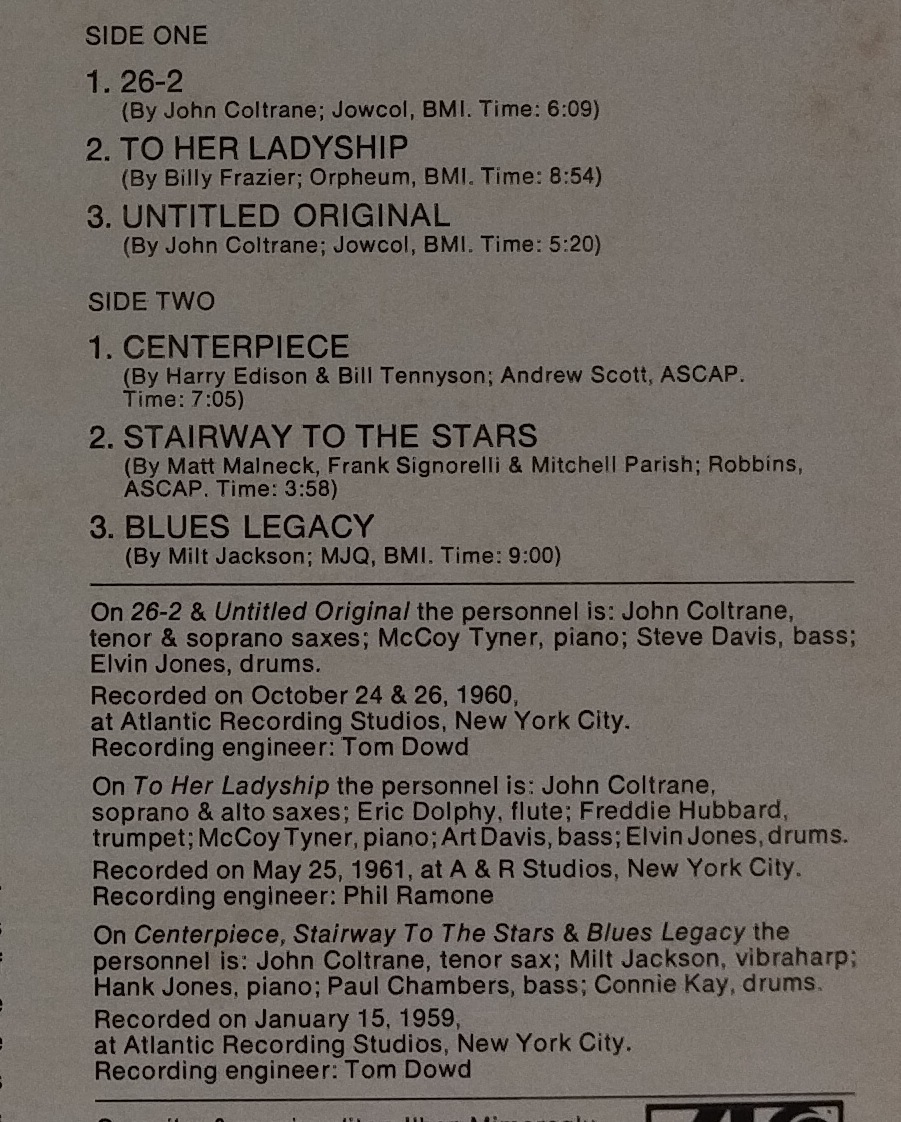 SIDE ONE
1. 26-2
(By John Coltrane; Jowcol, BMI. Time: 6:09)
2. TO HER LADYSHIP
(By Billy Frazier; Orpheum, BMI. Time: 8:54)
3. UNTITLED ORIGINAL
(By John Coltrane; Jowcol, BMI. Time: 5:20)
SIDE TWO
1. CENTERPIECE
(By Harry Edison & Bill Tennyson; Andrew Scott, ASCAP.
Time: 7:05)
2. STAIRWAY TO THE STARS
(By Matt Malneck, Frank Signorelli & Mitchell Parish; Robbins,
ASCAP. Time: 3:58)
3. BLUES LEGACY
(By Milt Jackson; MJQ, BMI. Time: 9:00)
On 26-2 & Untitled Original the personnel is: John Coltrane,
tenor & soprano saxes; McCoy Tyner, piano; Steve Davis, bass;
Elvin Jones, drums.
Recorded on October 24 & 26, 1960,
at Atlantic Recording Studios, New York City.
Recording engineer: Tom Dowd
On To Her Ladyship the personnel is: John Coltrane,
soprano & alto saxes; Eric Dolphy, flute; Freddie Hubbard,
trumpet; McCoy Tyner, piano; Art Davis, bass; Elvin Jones, drums.
Recorded on May 25, 1961, at A & R Studios, New York City.
Recording engineer: Phil Ramone
On Centerpiece, Stairway To The Stars & Blues Legacy the
personnel is: John Coltrane, tenor sax; Milt Jackson, vibraharp;
Hank Jones, piano; Paul Chambers, bass; Connie Kay, drums.
Recorded on January 15, 1959,
at Atlantic Recording Studios, New York City.
Recording engineer: Tom Dowd